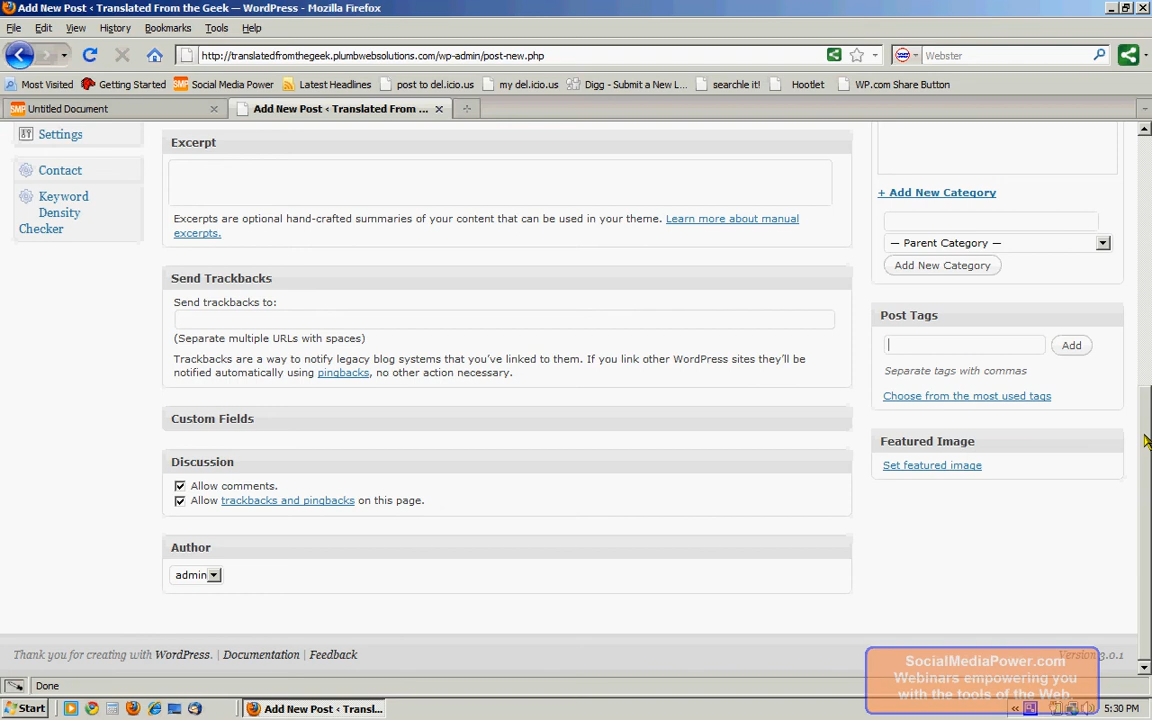 Add New Post ‹ Translated From the Geek — WordPress - Mozilla Firefox
File Edit View History Bookmarks Tools Help
http://translatedfromthegeek.plumbwebsolutions.com/wp-admin/post-new.php
Webster
Most Visited Getting Started Social Media Power Latest Headlines post to del.icio.us my del.icio.us Digg - Submit a New L... searchle it! Hootlet WP.com Share Button
SMP Untitled Document Add New Post ‹ Translated From ...
Settings
Contact
Keyword
Density
Checker
Excerpt
Excerpts are optional hand-crafted summaries of your content that can be used in your theme. Learn more about manual
excerpts.
Send Trackbacks
Send trackbacks to:
(Separate multiple URLs with spaces)
Trackbacks are a way to notify legacy blog systems that you've linked to them. If you link other WordPress sites they'll be
notified automatically using pingbacks, no other action necessary.
Custom Fields
Discussion
Allow comments.
Allow trackbacks and pingbacks on this page.
Author
admin
+ Add New Category
— Parent Category —
Add New Category
Post Tags
Add
Separate tags with commas
Choose from the most used tags
Featured Image
Set featured image
Thank you for creating with WordPress. | Documentation | Feedback
Version 3.0.1
SocialMediaPower.com
Webinars empowering you
with the tools of the Web.
Done
Start Add New Post ‹ Transl... « 5:30 PM